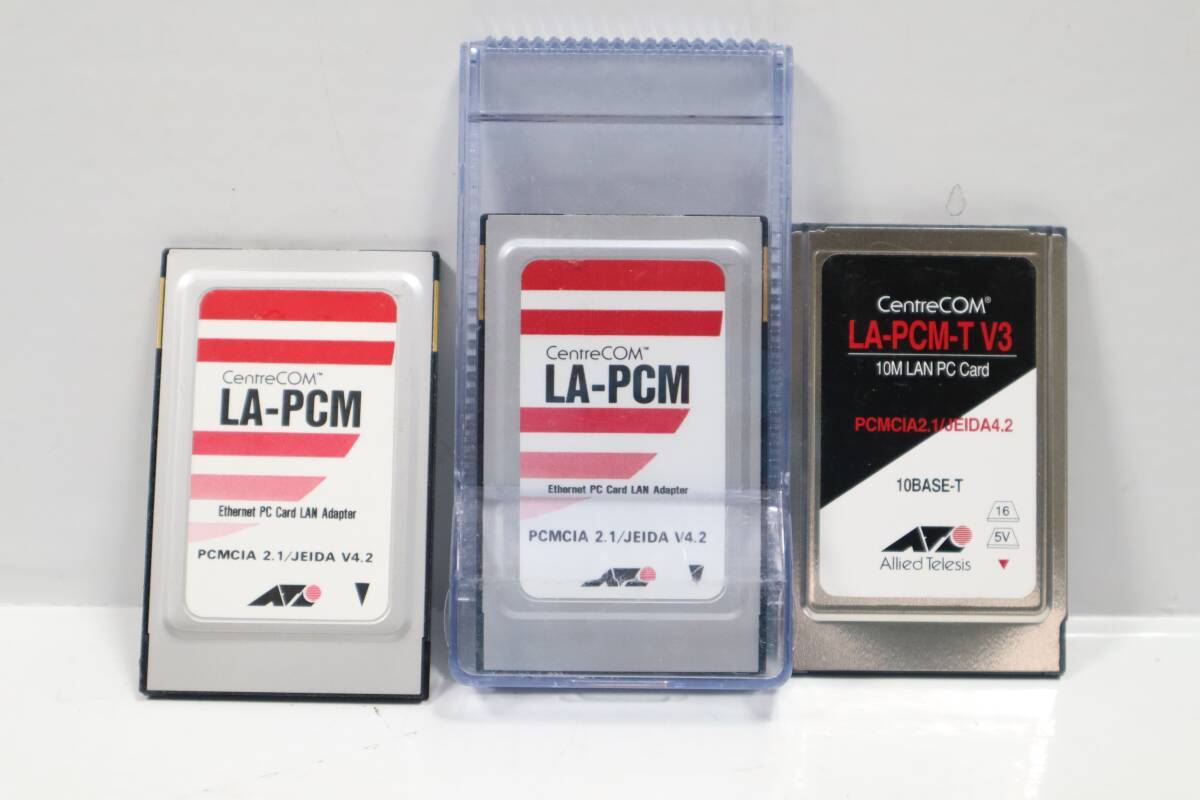 CentreCOM™
LA-PCM
Ethernet PC Card LAN Adapter
PCMCIA 2.1/JEIDA V4.2
CentreCOM™
LA-PCM
Ethernet PC Card LAN Adapter
PCMCIA 2.1/JEIDA V4.2
CentreCOM®
LA-PCM-T V3
10M LAN PC Card
PCMCIA2.1/JEIDA4.2
10BASE-T
16
5V
Allied Telesis